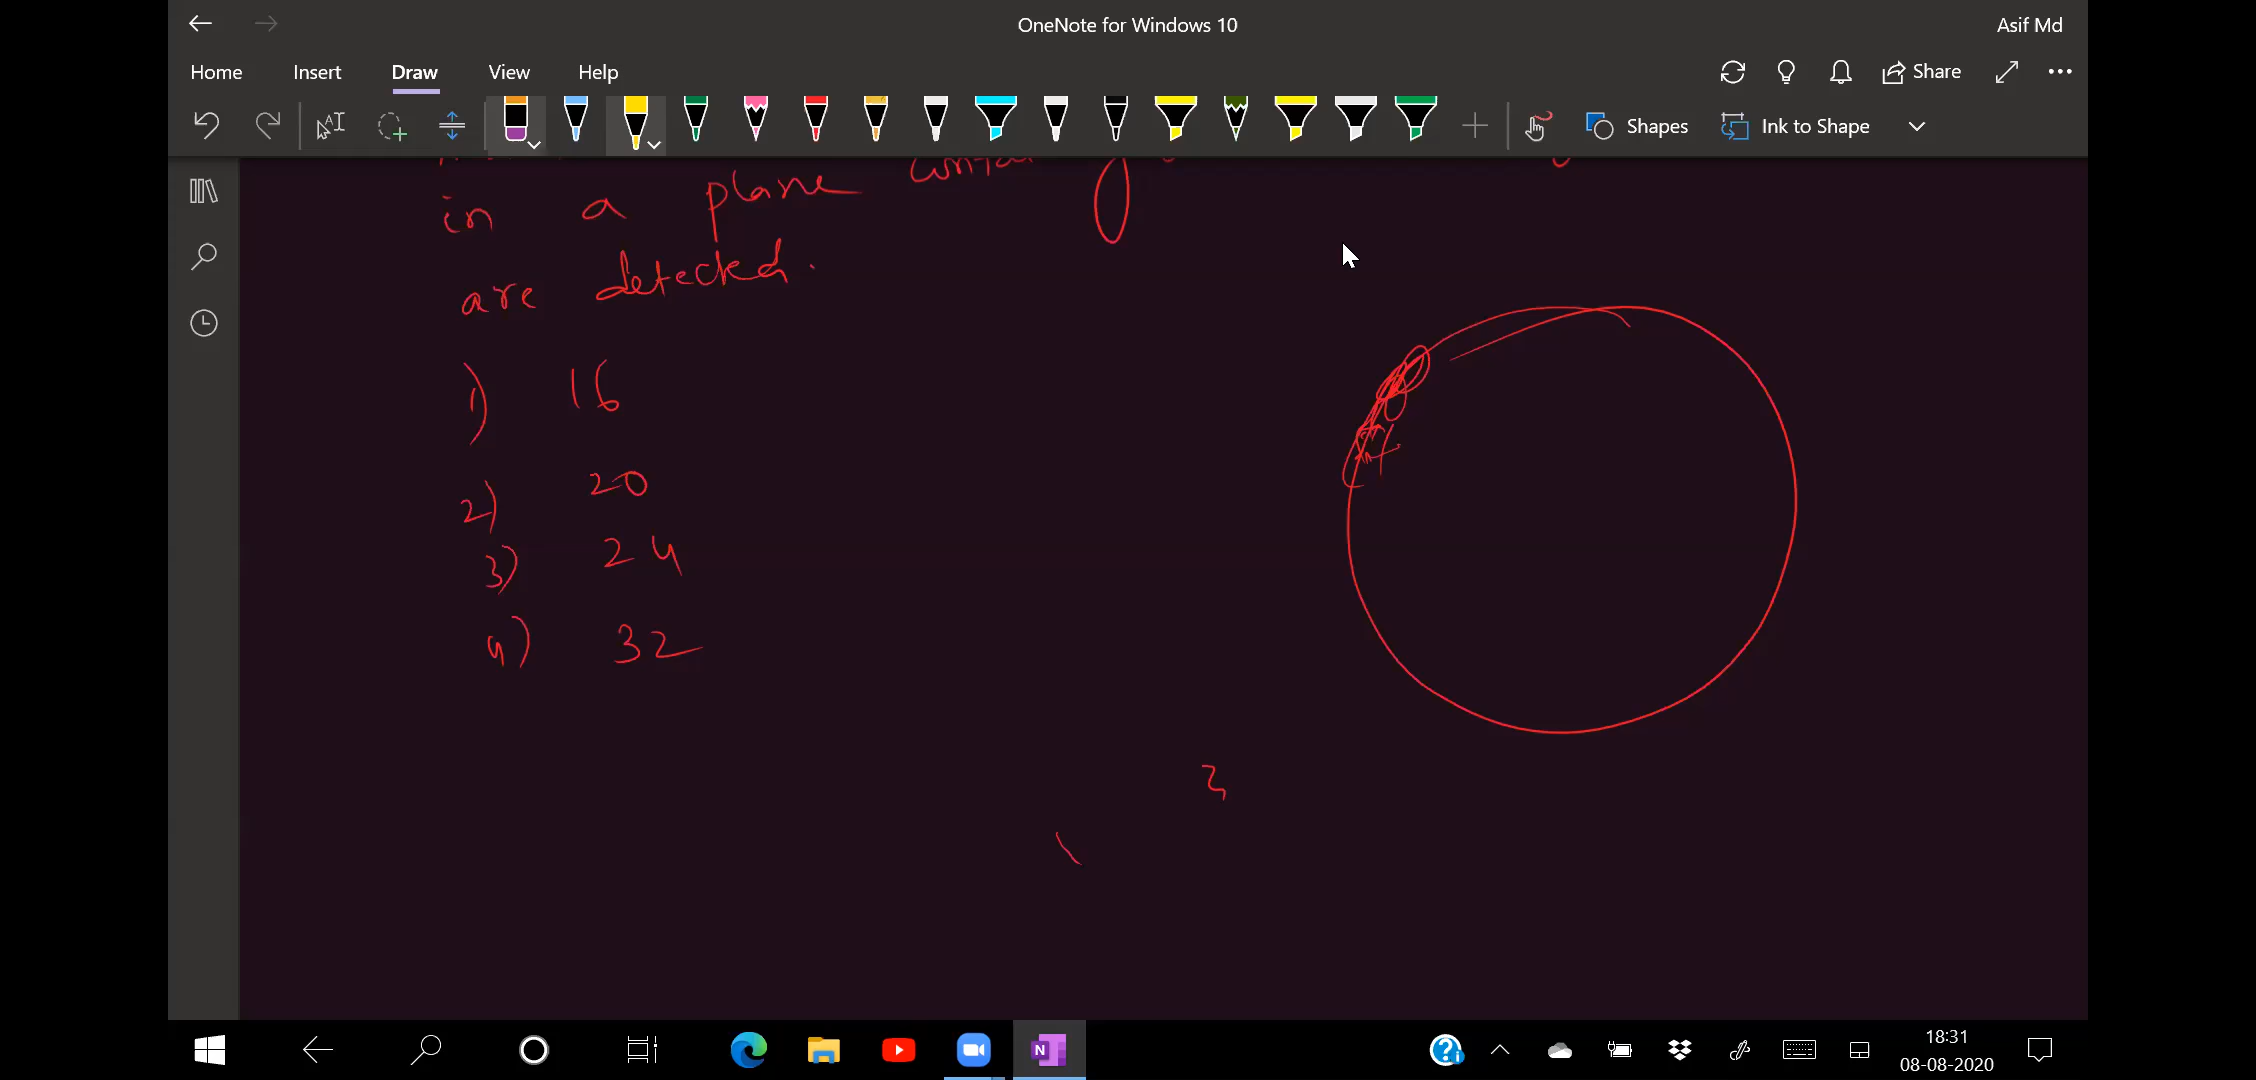 OneNote for Windows 10
Asif Md
Home Insert Draw View Help
Share
Shapes
Ink to Shape
in a plane
are detected.
1) 16
2) 20
3) 24
4) 32
3
18:31
08-08-2020